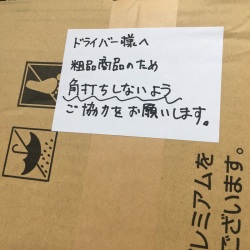 ドライバー様へ
粗品商品のため
角打ちしないよう
ご協力をお願いします。
レミアムを
ございます。